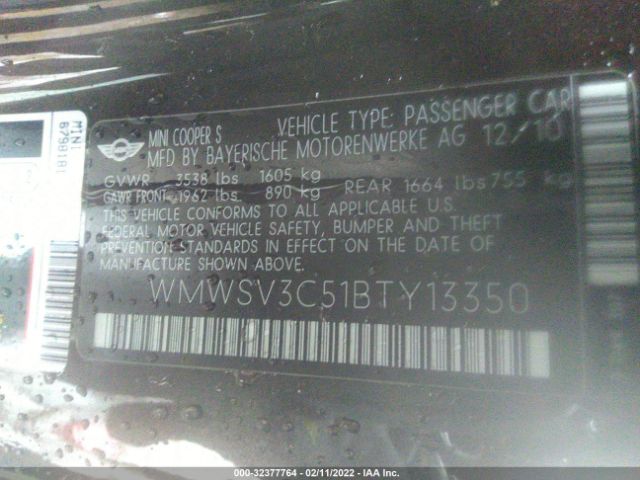 MINI COOPER S VEHICLE TYPE: PASSENGER CAR
MFD BY BAYERISCHE MOTORENWERKE AG 12/10
GVWR 3538 lbs 1605 kg
GAWR FRONT 1962 lbs 890 kg REAR 1664 lbs 755 kg
THIS VEHICLE CONFORMS TO ALL APPLICABLE U.S.
FEDERAL MOTOR VEHICLE SAFETY, BUMPER AND THEFT
PREVENTION STANDARDS IN EFFECT ON THE DATE OF
MANUFACTURE SHOWN ABOVE.
WMWSV3C51BTY13350
MINI
6798181
000-32377764 - 02/11/2022 - IAA Inc.